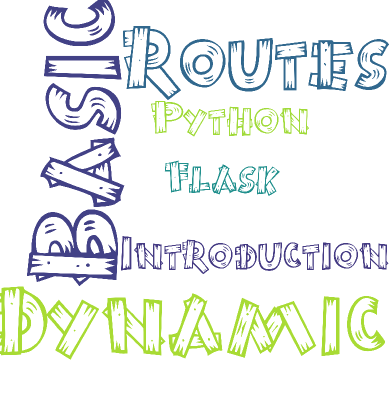 Basic
Routes
Python
Flask
Introduction
Dynamic